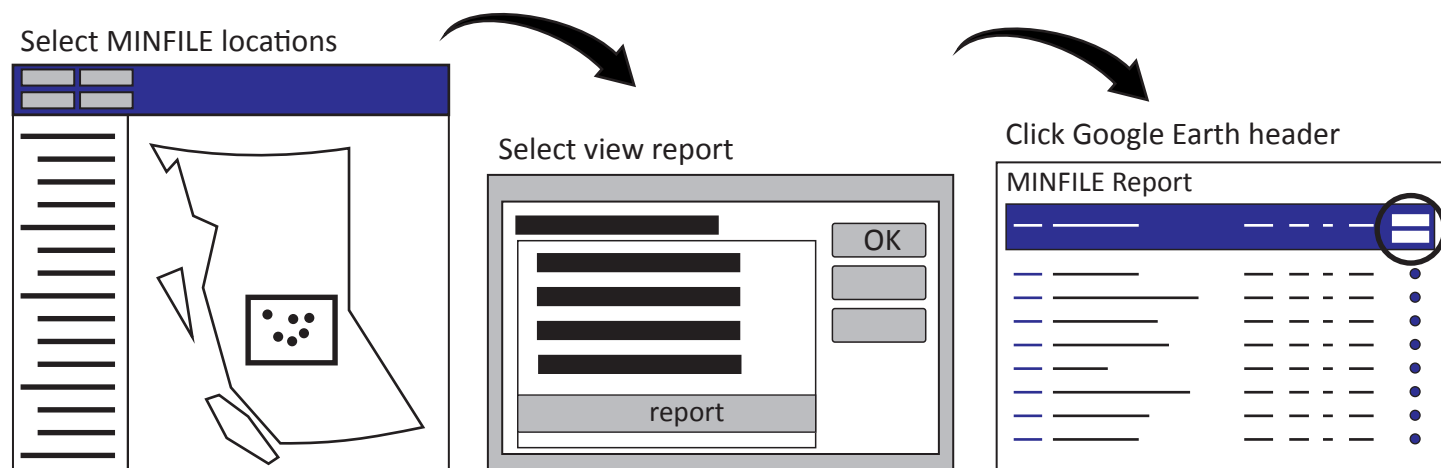 Select MINFILE locations
Select view report
OK
report
Click Google Earth header
MINFILE Report